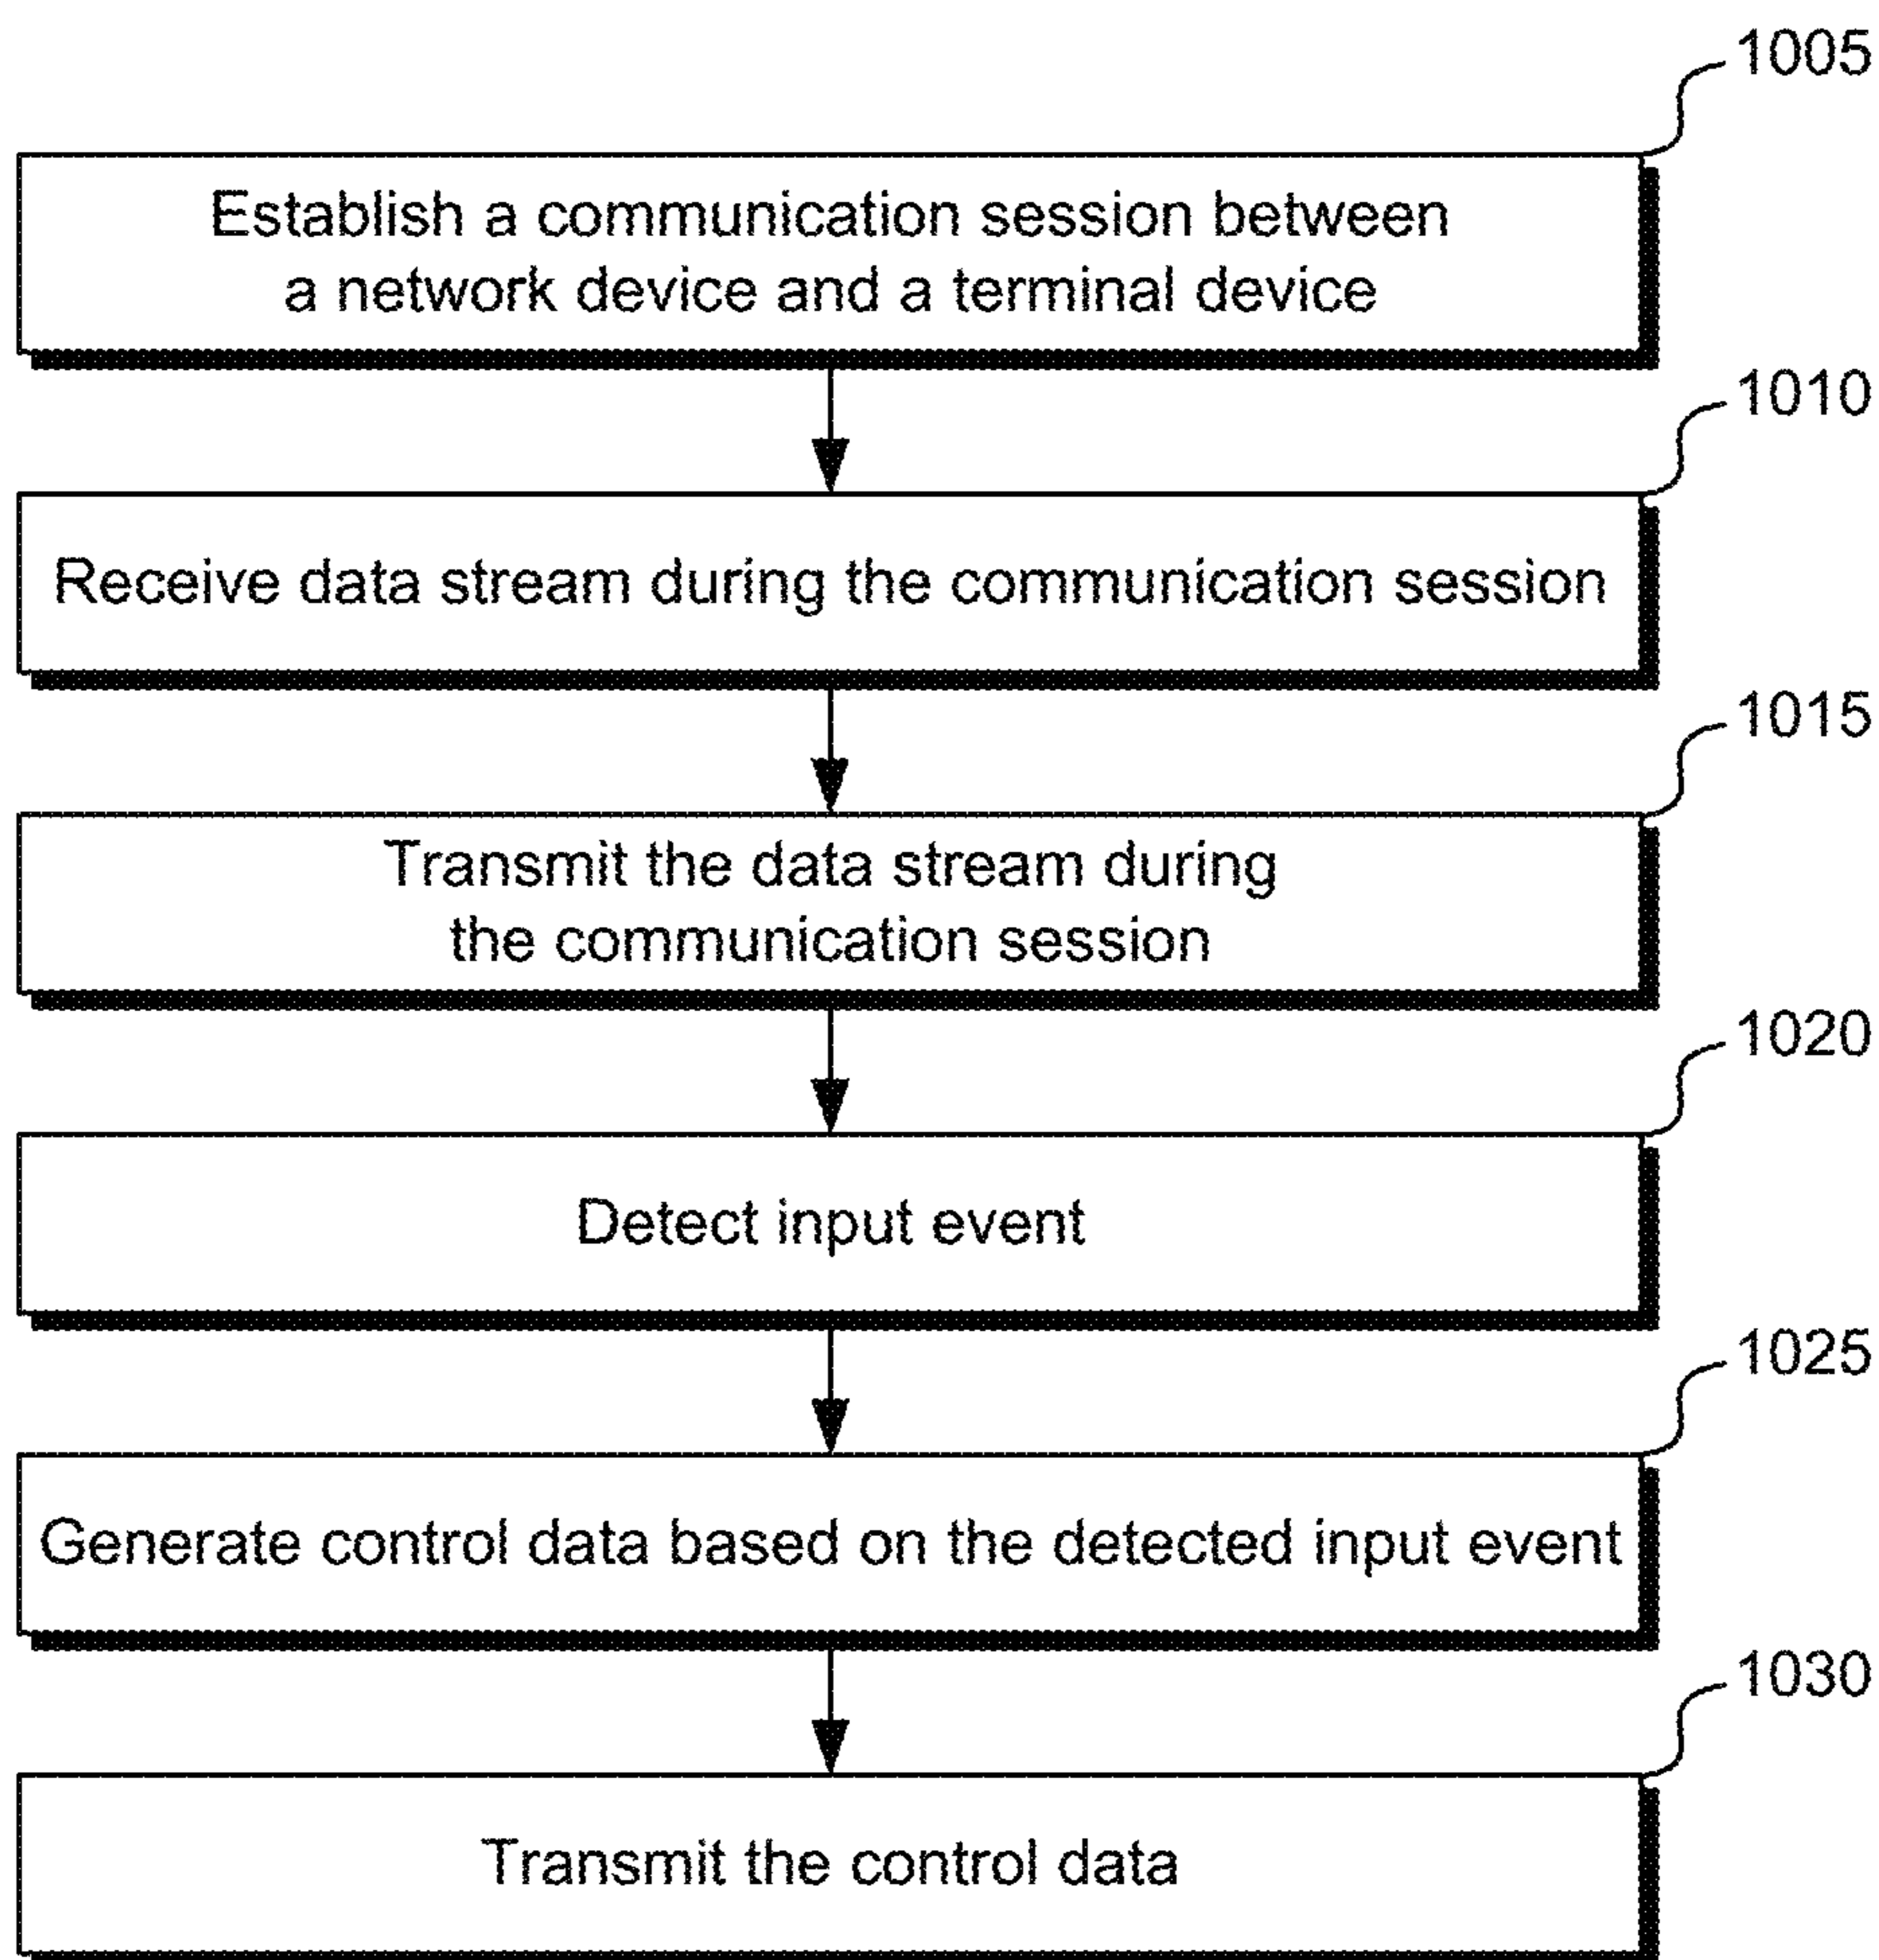 1005
Establish a communication session between
a network device and a terminal device
1010
Receive data stream during the communication session
1015
Transmit the data stream during
the communication session
1020
Detect input event
1025
Generate control data based on the detected input event
1030
Transmit the control data